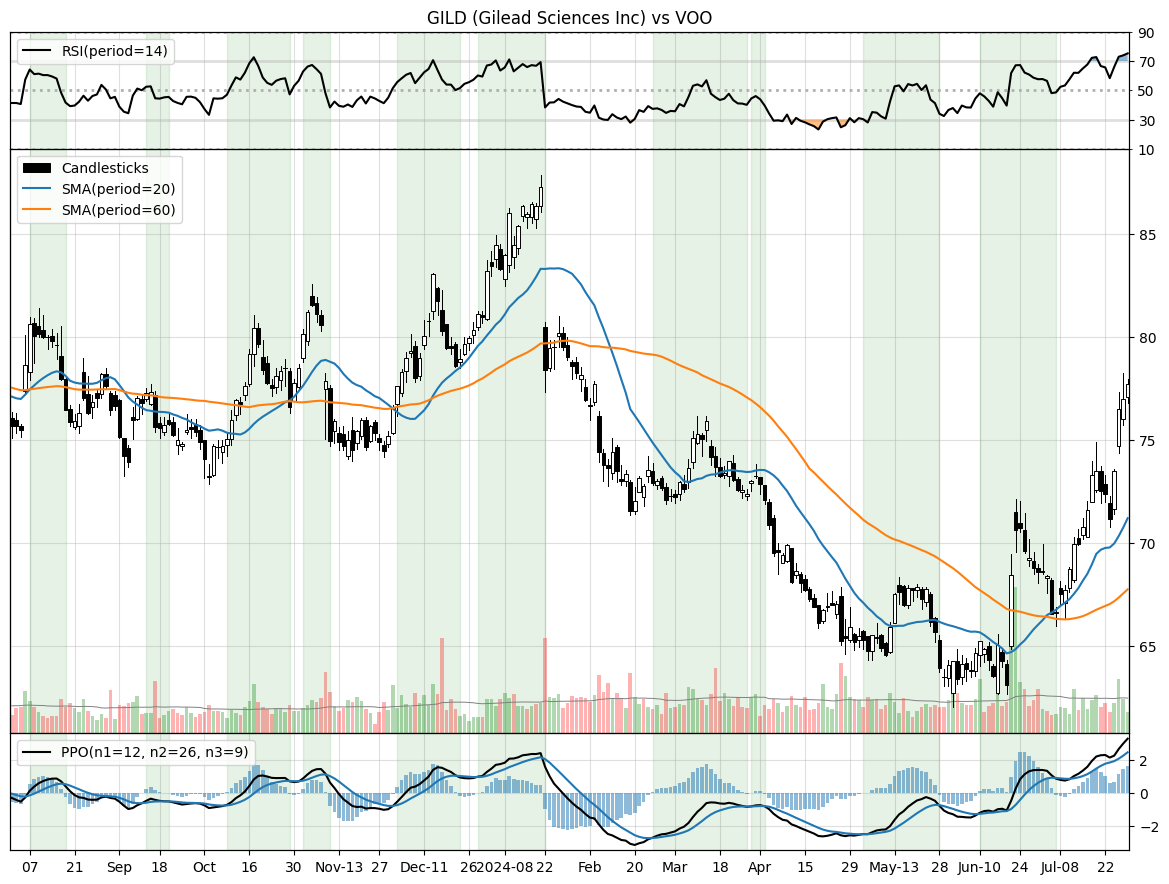 GILD (Gilead Sciences Inc) vs VOO
RSI(period=14)
90
70
50
30
10
Candlesticks
SMA(period=20)
SMA(period=60)
85
80
75
70
65
PPO(n1=12, n2=26, n3=9)
2
0
−2
07 21 Sep 18 Oct 16 30 Nov-13 27 Dec-11 26 2024-08 22 Feb 20 Mar 18 Apr 15 29 May-13 28 Jun-10 24 Jul-08 22